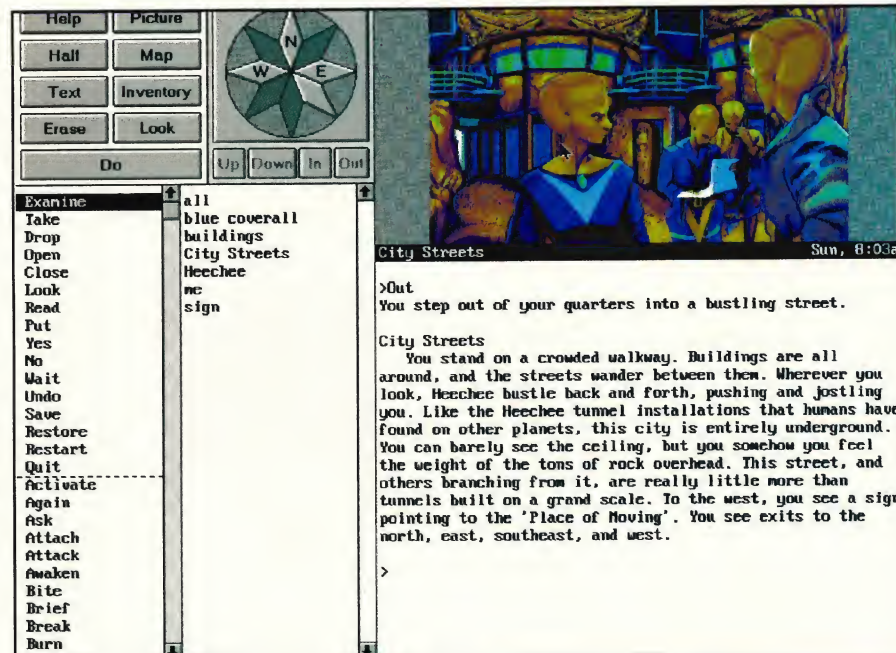 Help Picture
Half Map
Text Inventory
Erase Look
Do
N
W E
Up Down In Out
Examine
Take
Drop
Open
Close
Look
Read
Put
Yes
No
Wait
Undo
Save
Restore
Restart
Quit
Activate
Again
Ask
Attach
Attack
Awaken
Bite
Brief
Break
Burn
all
blue coverall
buildings
City Streets
Heechee
me
sign
City Streets Sun, 8:03a
>Out
You step out of your quarters into a bustling street.
City Streets
You stand on a crowded walkway. Buildings are all
around, and the streets wander between them. Wherever you
look, Heechee bustle back and forth, pushing and jostling
you. Like the Heechee tunnel installations that humans have
found on other planets, this city is entirely underground.
You can barely see the ceiling, but you somehow you feel
the weight of the tons of rock overhead. This street, and
others branching from it, are really little more than
tunnels built on a grand scale. To the west, you see a sign
pointing to the 'Place of Moving'. You see exits to the
north, east, southeast, and west.
>